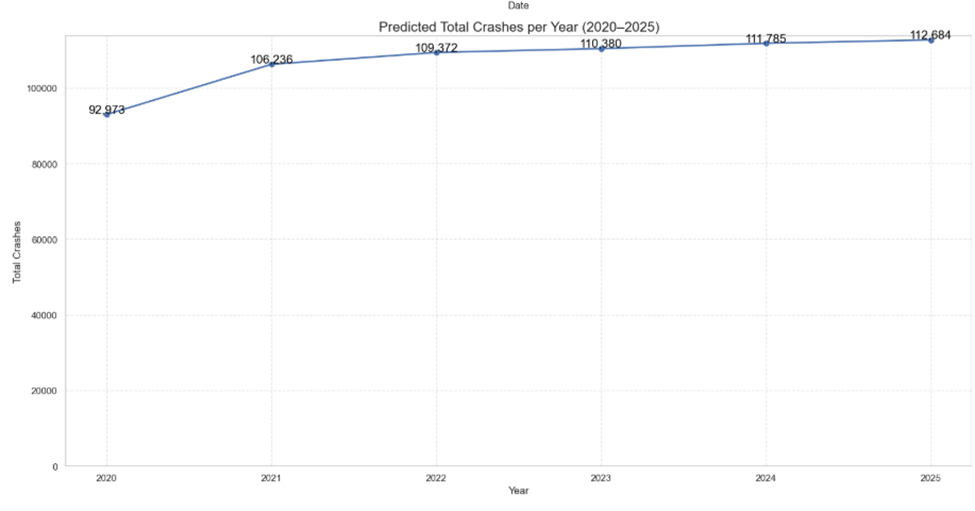 Date
Predicted Total Crashes per Year (2020–2025)
112,684
111,785
110,380
109,372
106,236
92,973
100000
80000
60000
40000
20000
0
Total Crashes
2020 2021 2022 2023 2024 2025
Year